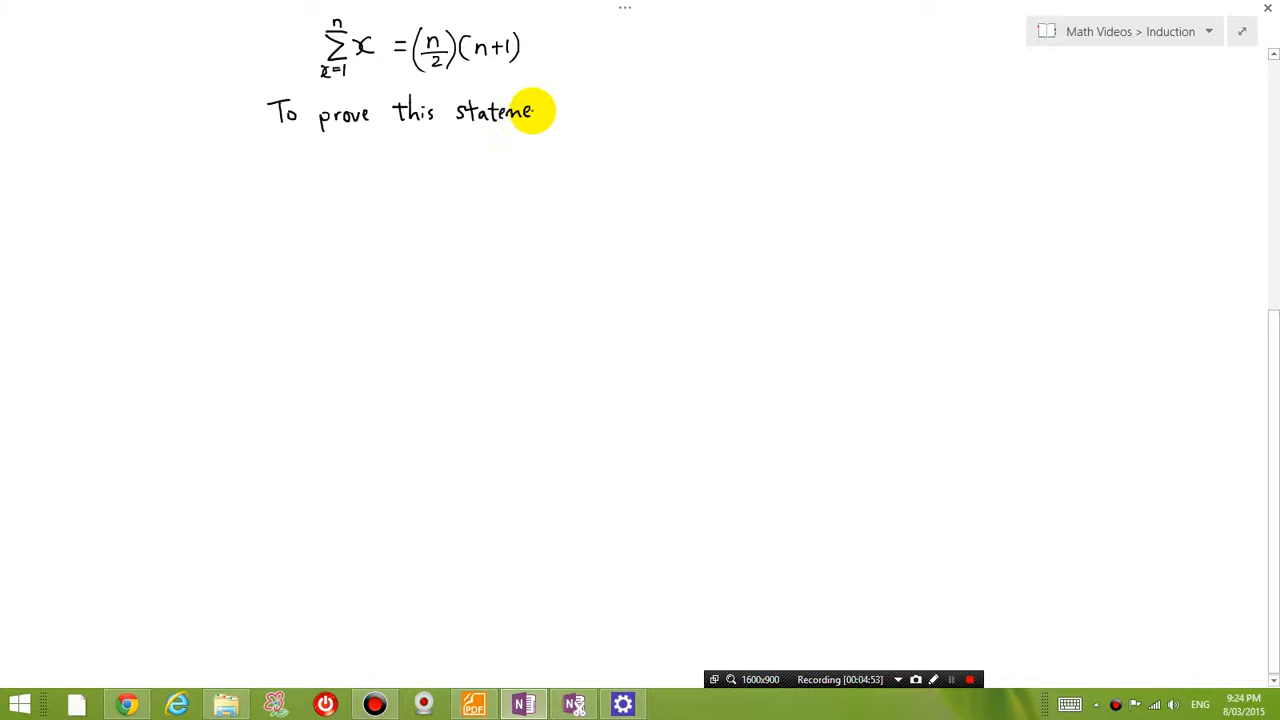 ...
Math Videos > Induction
n
∑ x = (n/2)(n+1)
x=1
To prove this stateme
1600x900 Recording [00:04:53]
PDF
N
N
ENG
9:24 PM
8/03/2015